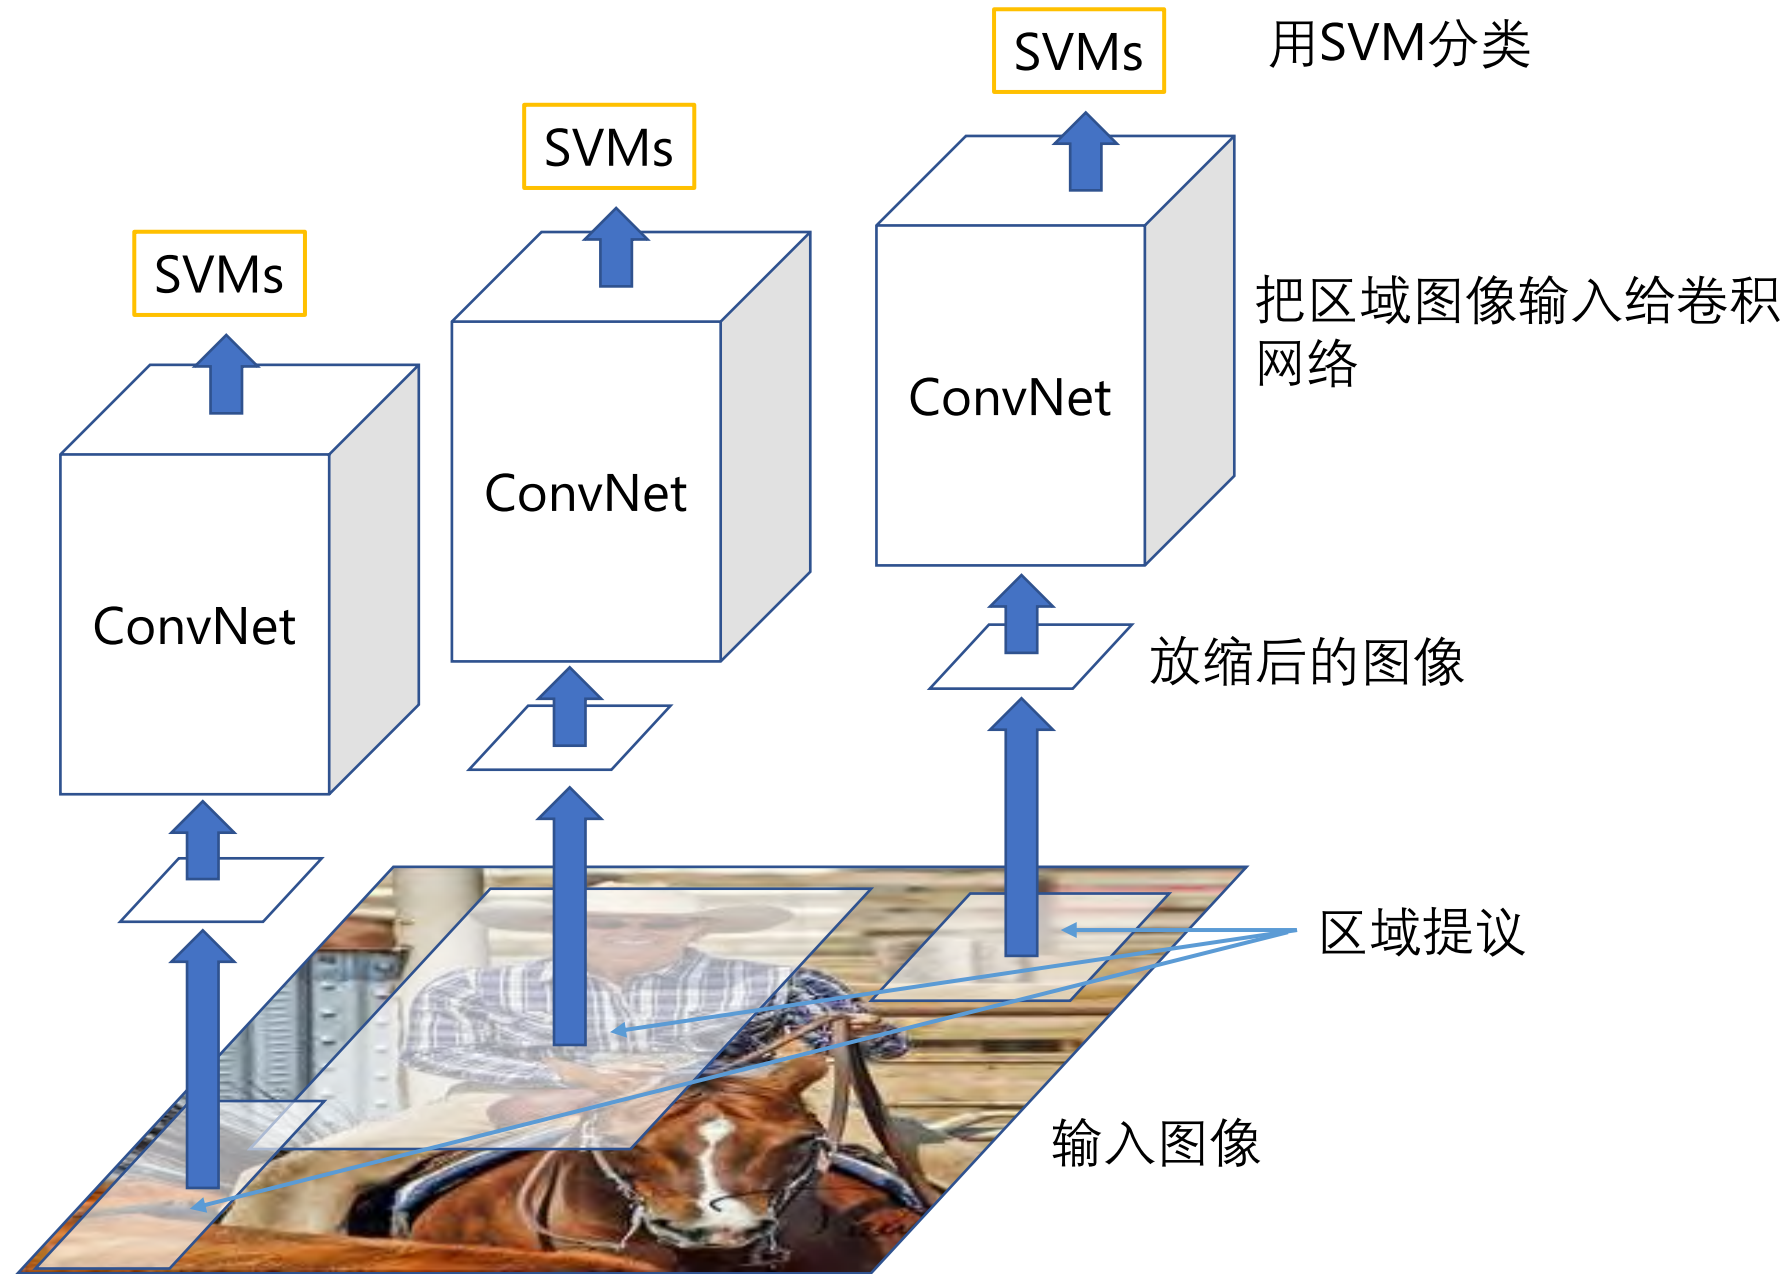 SVMs
用SVM分类
SVMs
SVMs
ConvNet
把区域图像输入给卷积
网络
ConvNet
ConvNet
放缩后的图像
区域提议
输入图像